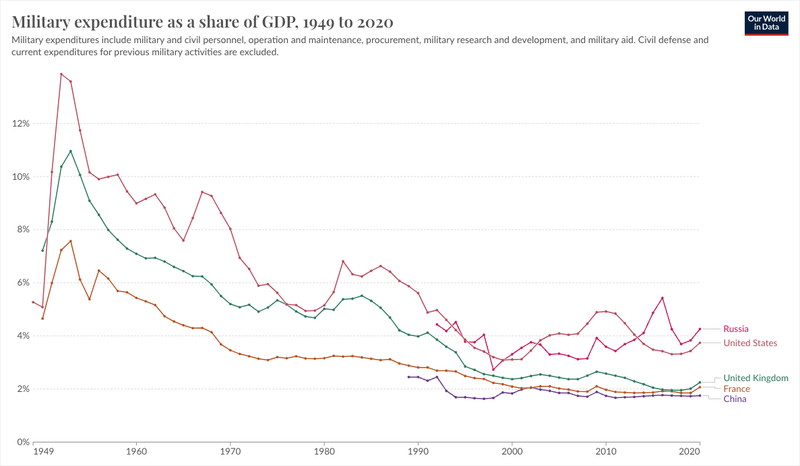 Military expenditure as a share of GDP, 1949 to 2020
Our World
in Data
Military expenditures include military and civil personnel, operation and maintenance, procurement, military research and development, and military aid. Civil defense and
current expenditures for previous military activities are excluded.
12%
10%
8%
6%
4%
2%
0%
Russia
United States
United Kingdom
France
China
1949
1960
1970
1980
1990
2000
2010
2020